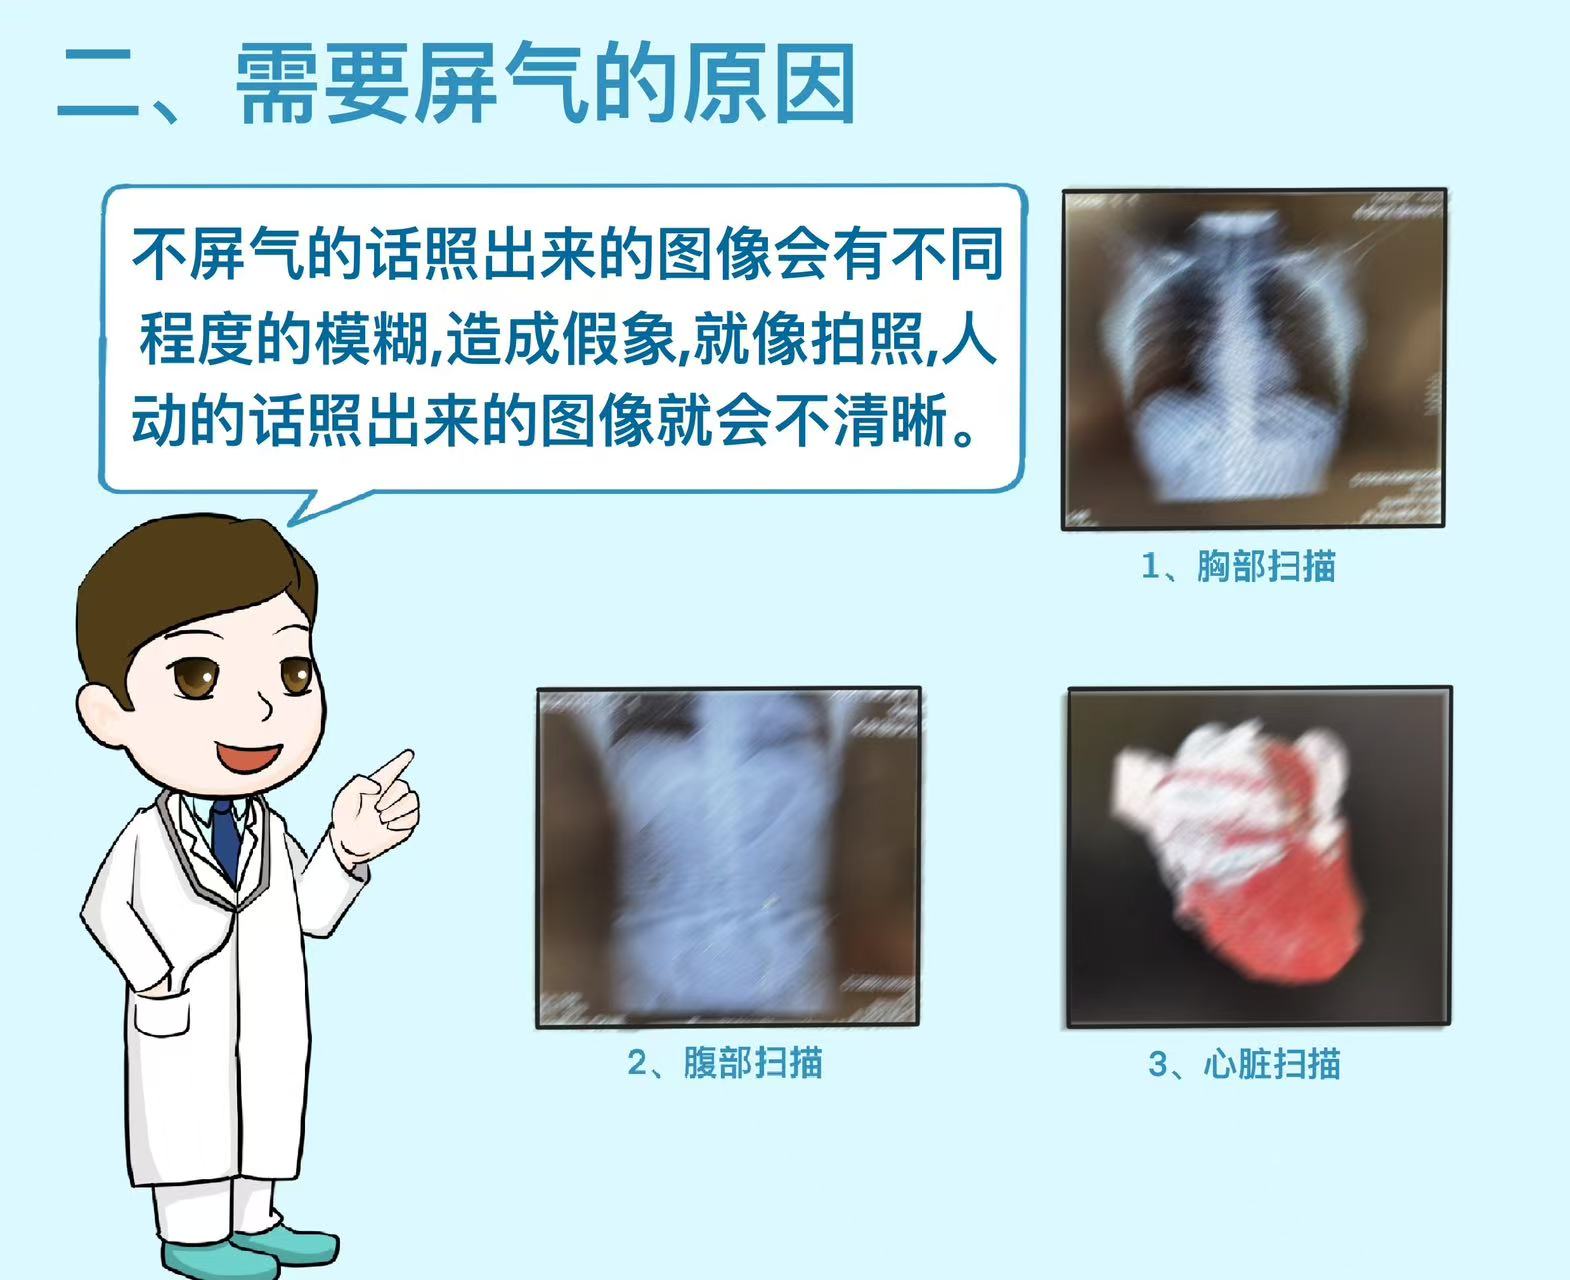 二、需要屏气的原因
不屏气的话照出来的图像会有不同
程度的模糊,造成假象,就像拍照,人
动的话照出来的图像就会不清晰。
1、胸部扫描
2、腹部扫描
3、心脏扫描